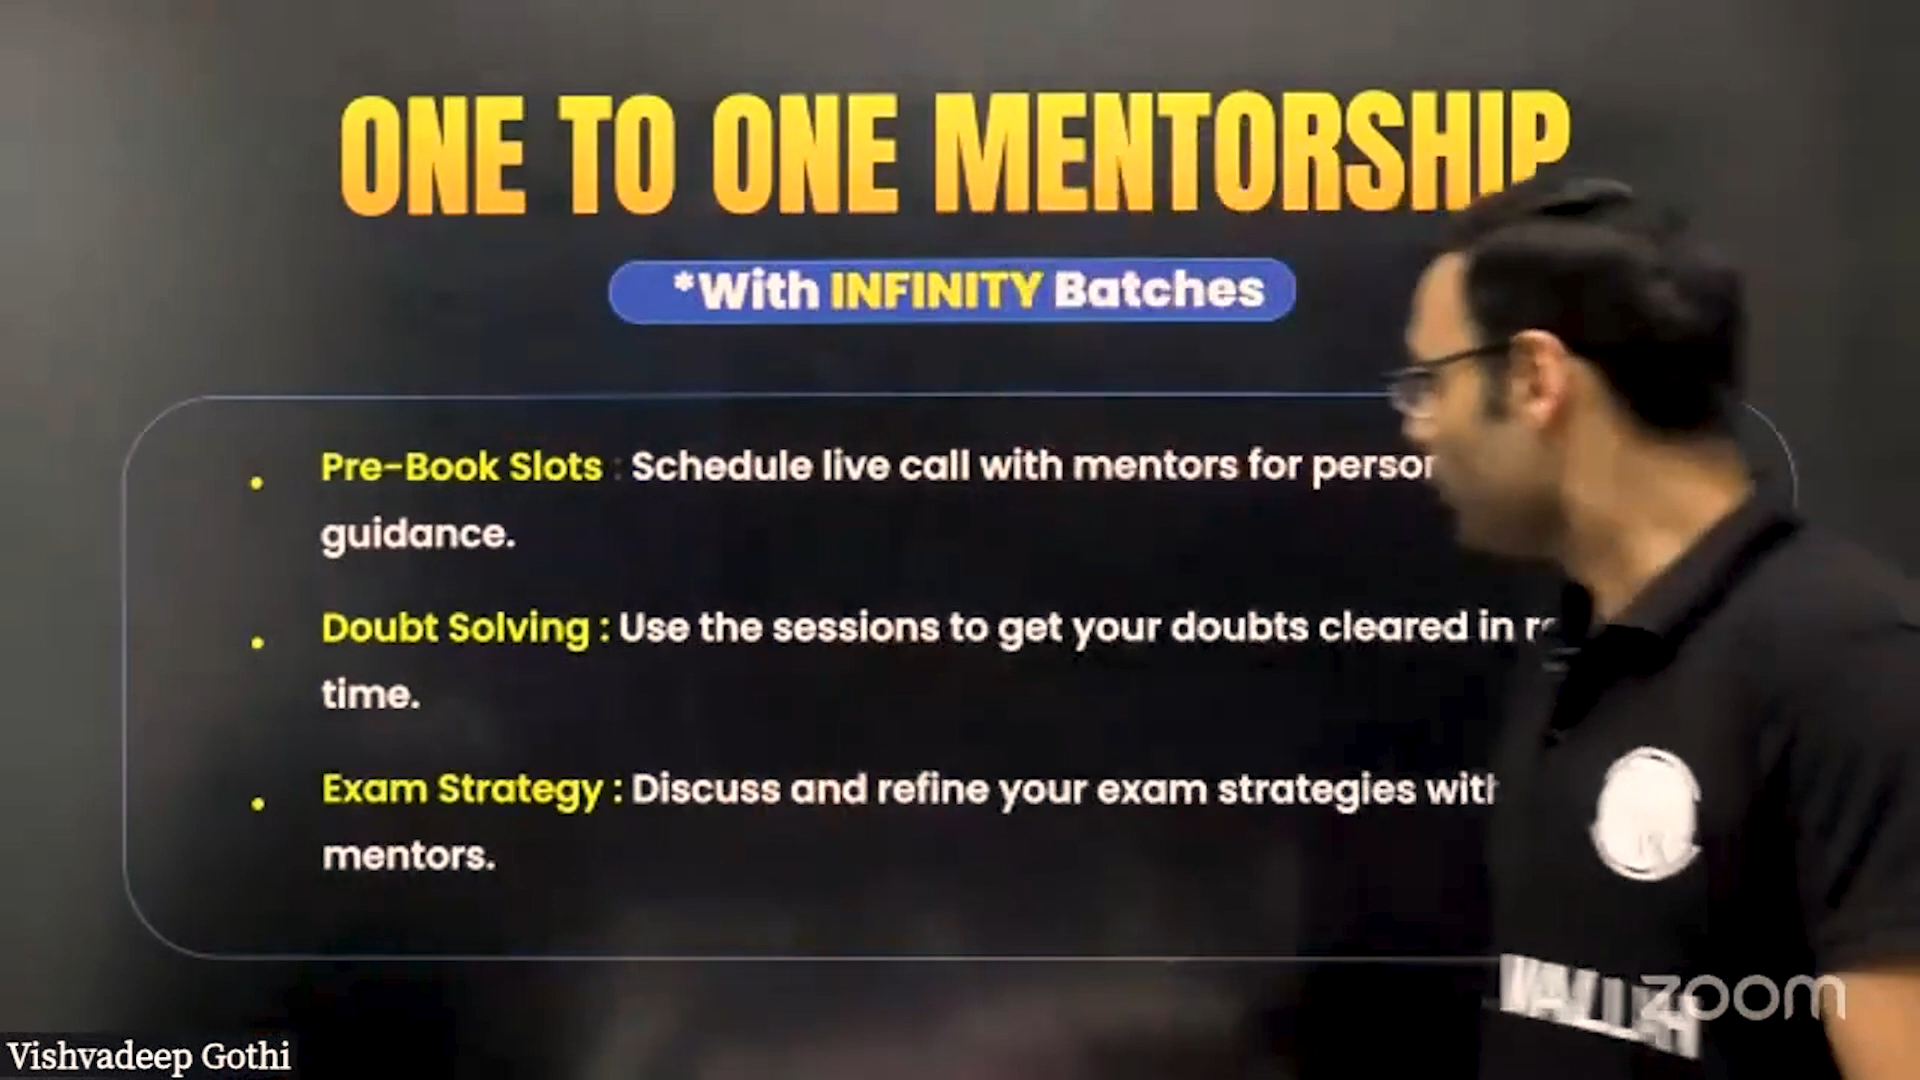 ONE TO ONE MENTORSHIP
*With INFINITY Batches
Pre-Book Slots : Schedule live call with mentors for
guidance.
Doubt Solving : Use the sessions to get your doubts cleared in
time.
Exam Strategy : Discuss and refine your exam strategies with
mentors.
WALLAH
zoom
Vishvadeep Gothi